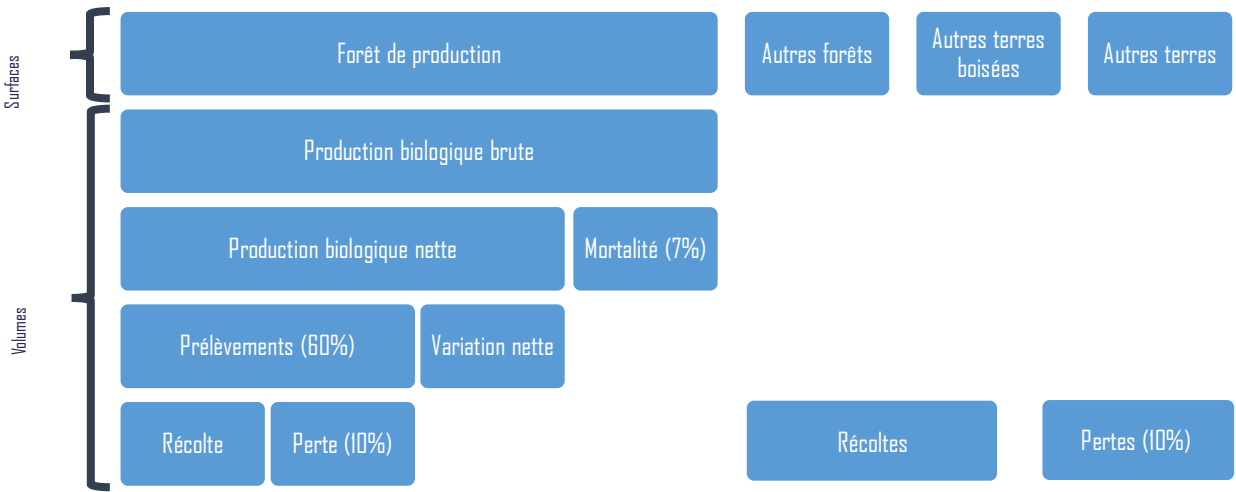 Surfaces
Forêt de production
Autres forêts
Autres terres
boisées
Autres terres
Volumes
Production biologique brute
Production biologique nette
Mortalité (7%)
Prélèvements (60%)
Variation nette
Récolte
Perte (10%)
Récoltes
Pertes (10%)